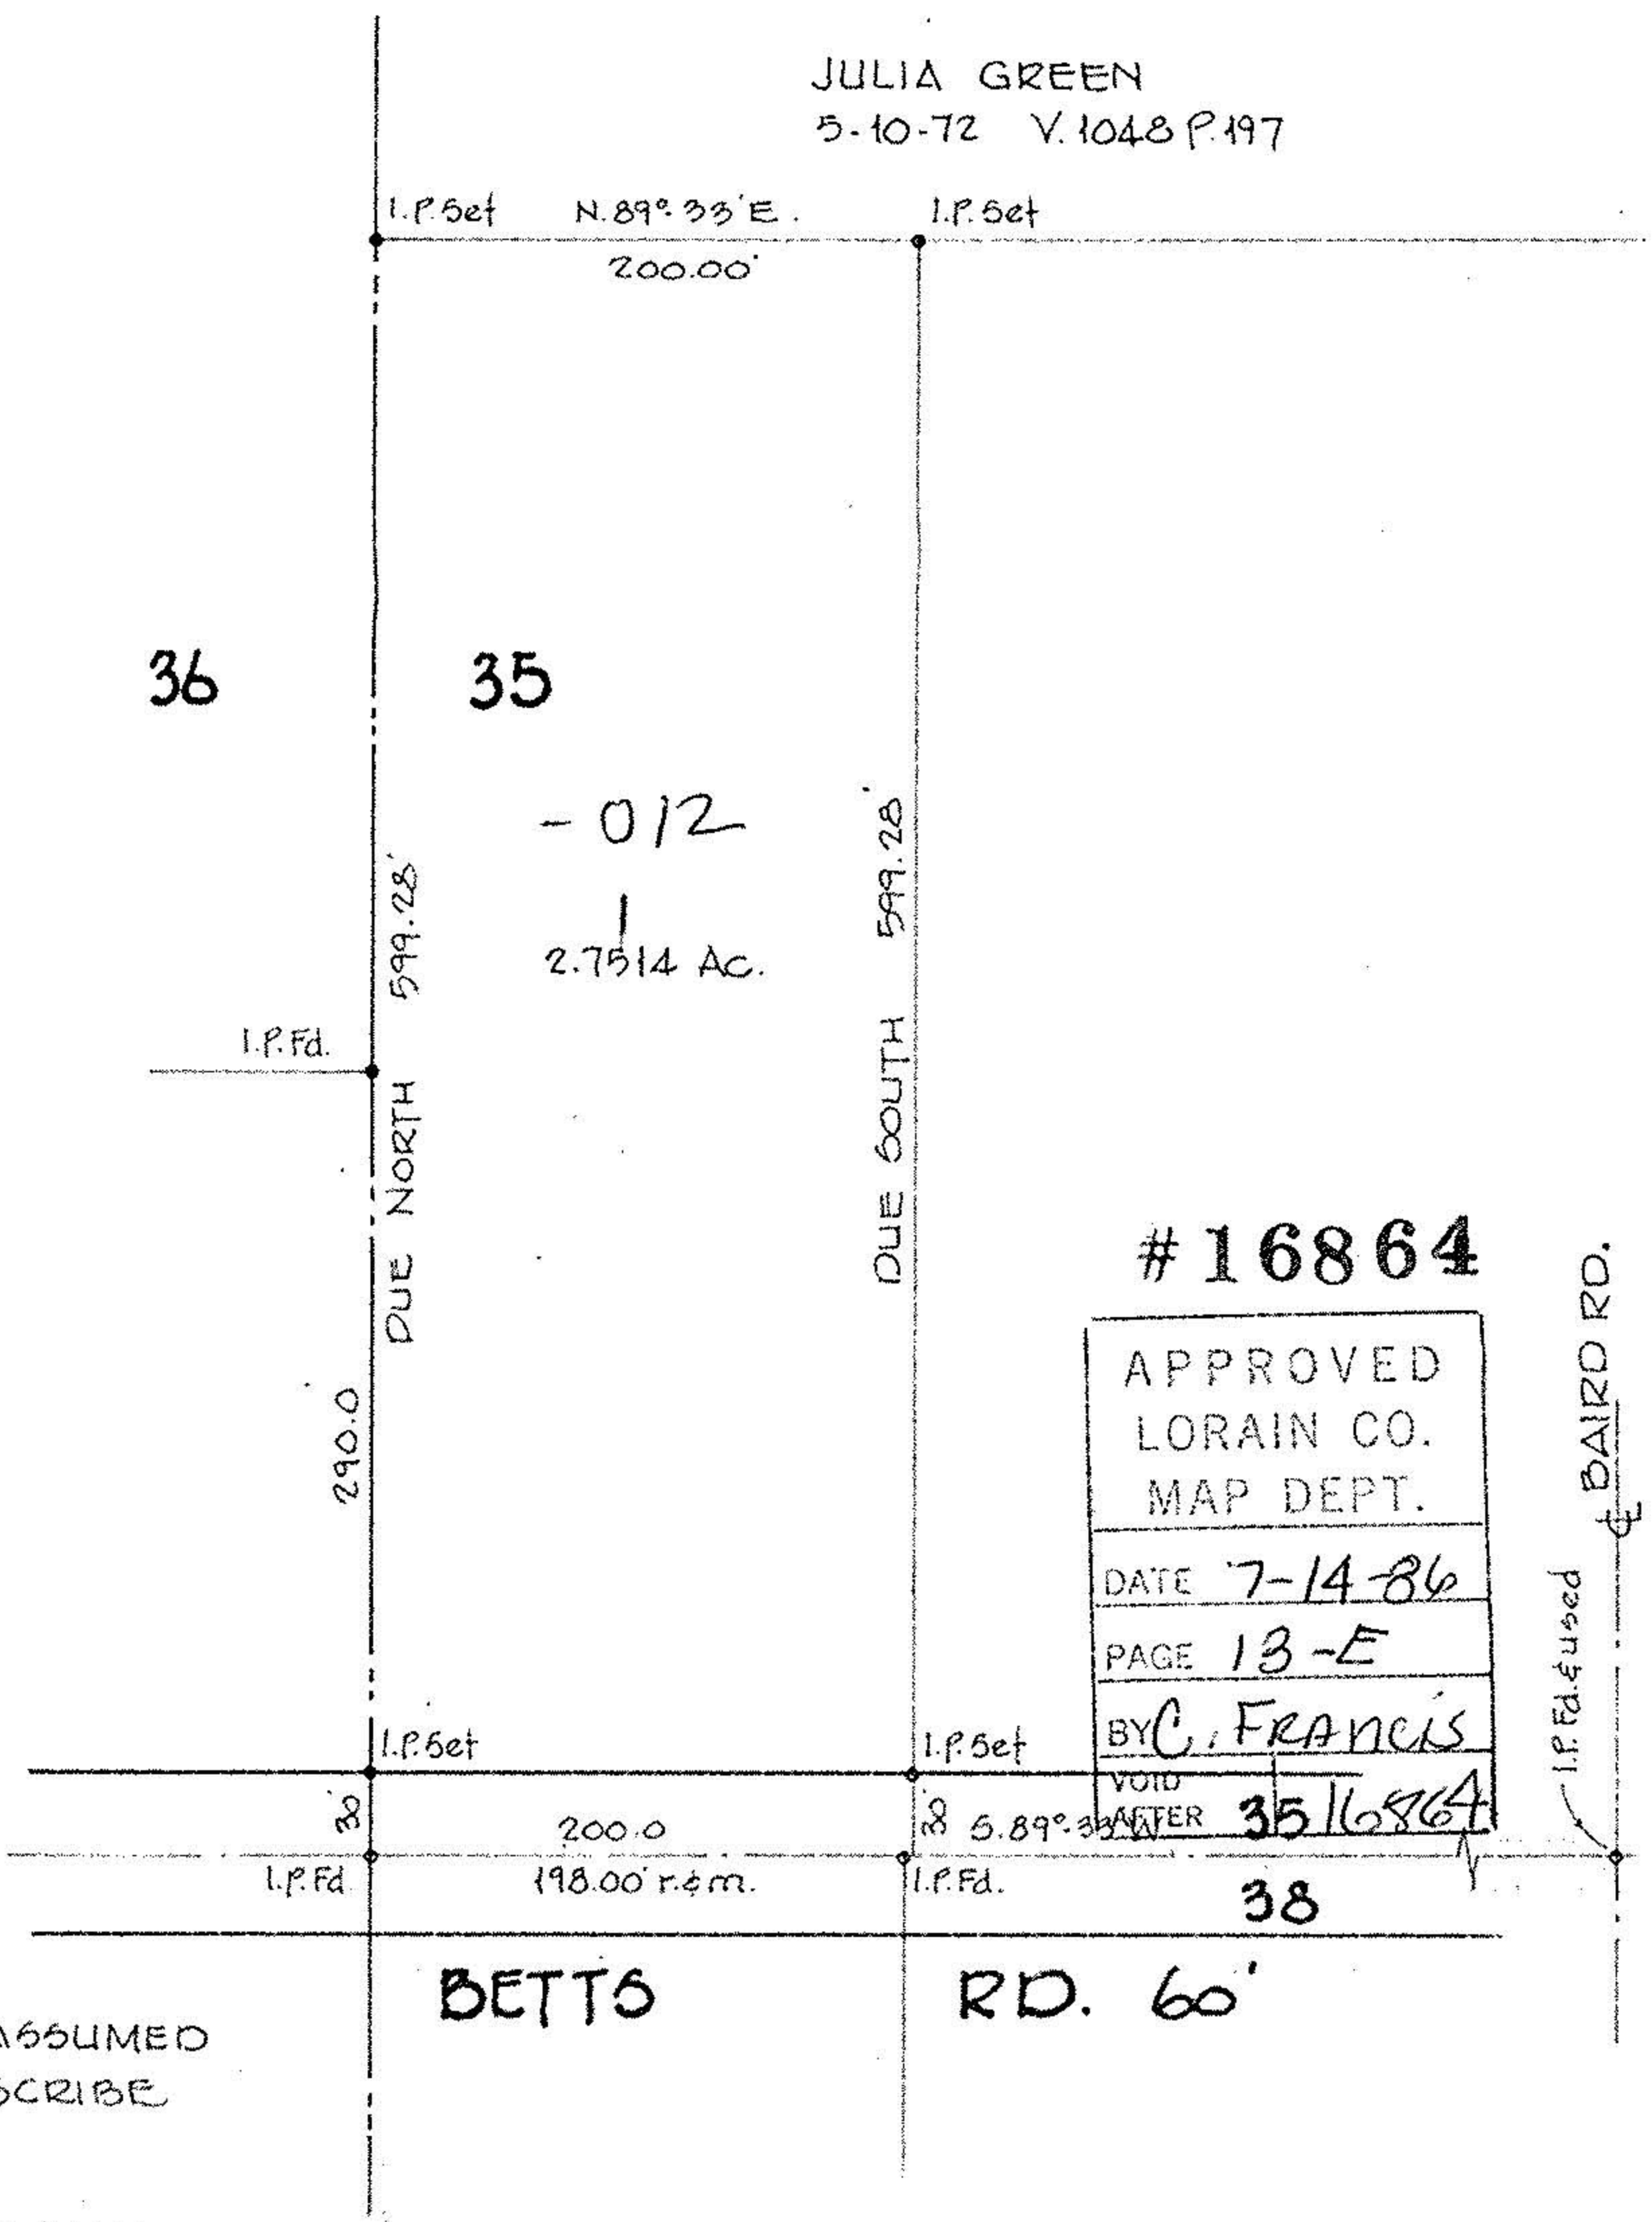 JULIA GREEN
5-10-72 V.1048 P.197
I.P. Set N. 89°-33' E. I.P. Set
200.00'
36
35
-012
1
2.7514 Ac.
DUE NORTH 599.28'
DUE SOUTH 599.28'
I.P. Fd.
290.0
#16864
APPROVED
LORAIN CO.
MAP DEPT.
DATE 7-14-86
PAGE 13-E
BY C. FRANCIS
VOID
AFTER
16864
35
℄ BAIRD RD.
I.P. Fd. & used
I.P. Set
I.P. Set
30'
200.0
30'
S. 89°-33' W
I.P. Fd
198.00' r. & m.
I.P. Fd.
38
BETTS RD. 60'
ASSUMED
SCRIBE